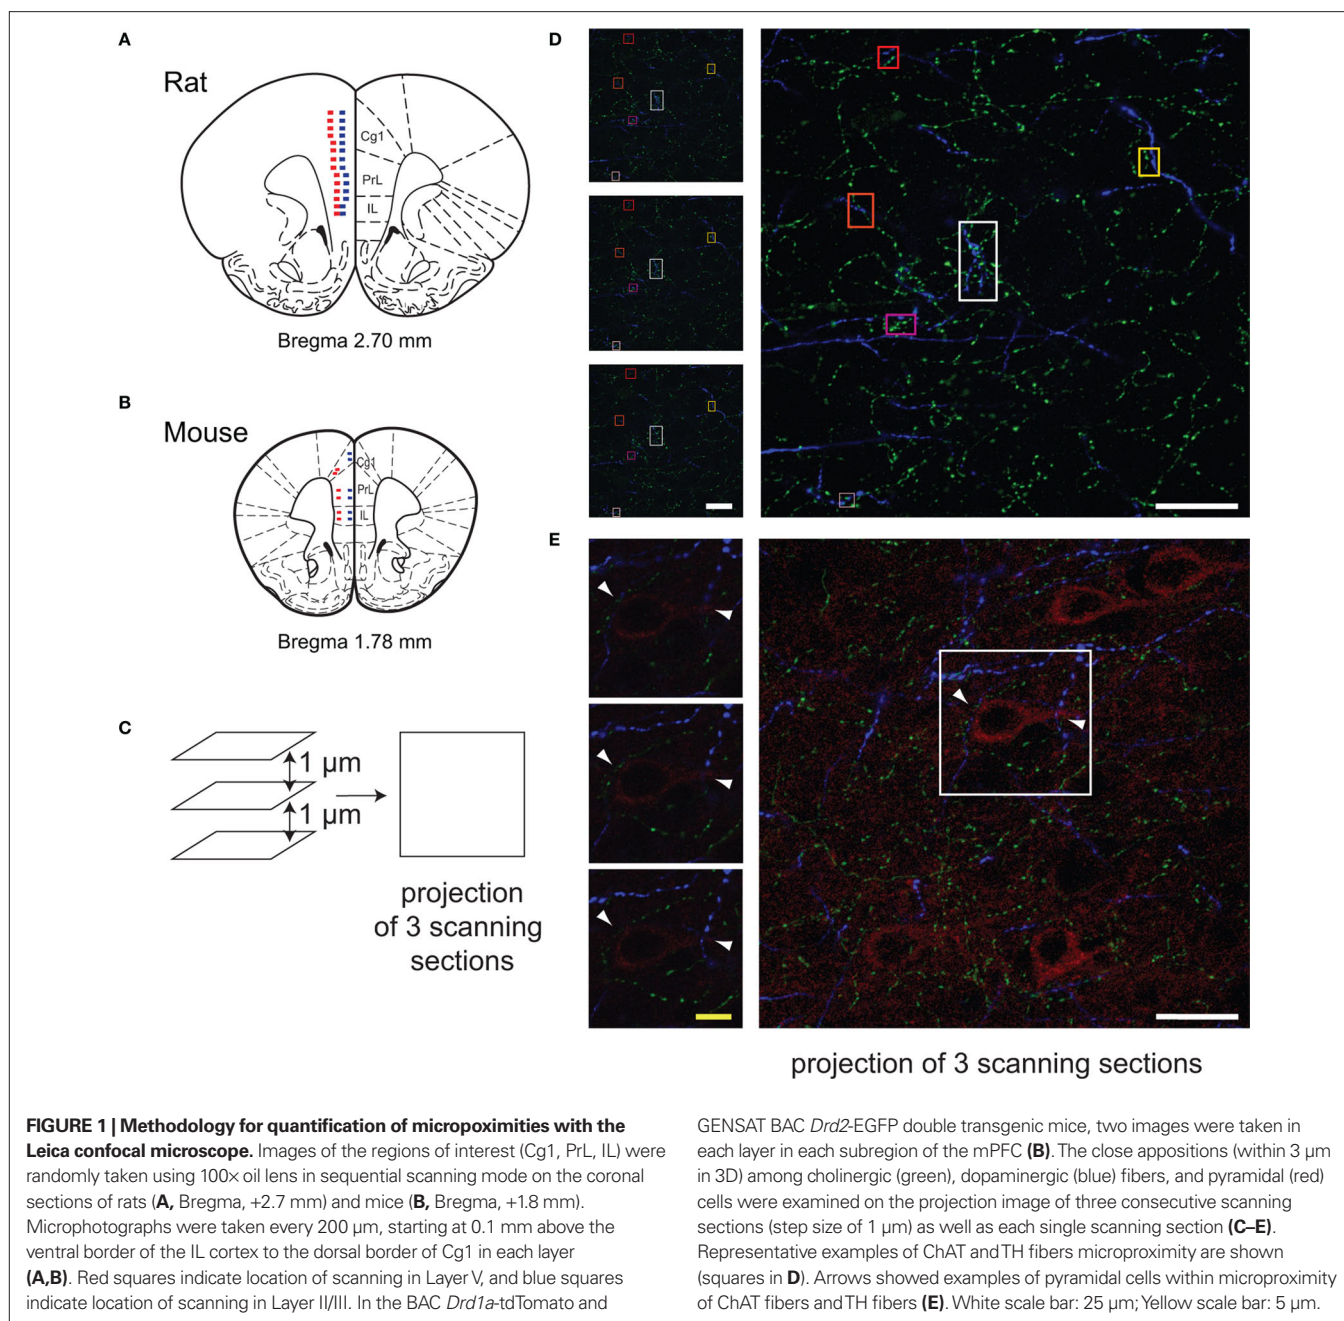 A
Rat
Cg1
PrL
IL
Bregma 2.70 mm
B
Mouse
Cg1
PrL
IL
Bregma 1.78 mm
C
1 μm
1 μm
projection
of 3 scanning
sections
D
E
projection of 3 scanning sections
FIGURE 1 | Methodology for quantification of micropoximities with the
Leica confocal microscope. Images of the regions of interest (Cg1, PrL, IL) were
randomly taken using 100× oil lens in sequential scanning mode on the coronal
sections of rats (A, Bregma, +2.7 mm) and mice (B, Bregma, +1.8 mm).
Microphotographs were taken every 200 μm, starting at 0.1 mm above the
ventral border of the IL cortex to the dorsal border of Cg1 in each layer
(A,B). Red squares indicate location of scanning in Layer V, and blue squares
indicate location of scanning in Layer II/III. In the BAC Drd1a-tdTomato and
GENSAT BAC Drd2-EGFP double transgenic mice, two images were taken in
each layer in each subregion of the mPFC (B). The close appositions (within 3 μm
in 3D) among cholinergic (green), dopaminergic (blue) fibers, and pyramidal (red)
cells were examined on the projection image of three consecutive scanning
sections (step size of 1 μm) as well as each single scanning section (C–E).
Representative examples of ChAT and TH fibers microproximity are shown
(squares in D). Arrows showed examples of pyramidal cells within microproximity
of ChAT fibers and TH fibers (E). White scale bar: 25 μm; Yellow scale bar: 5 μm.